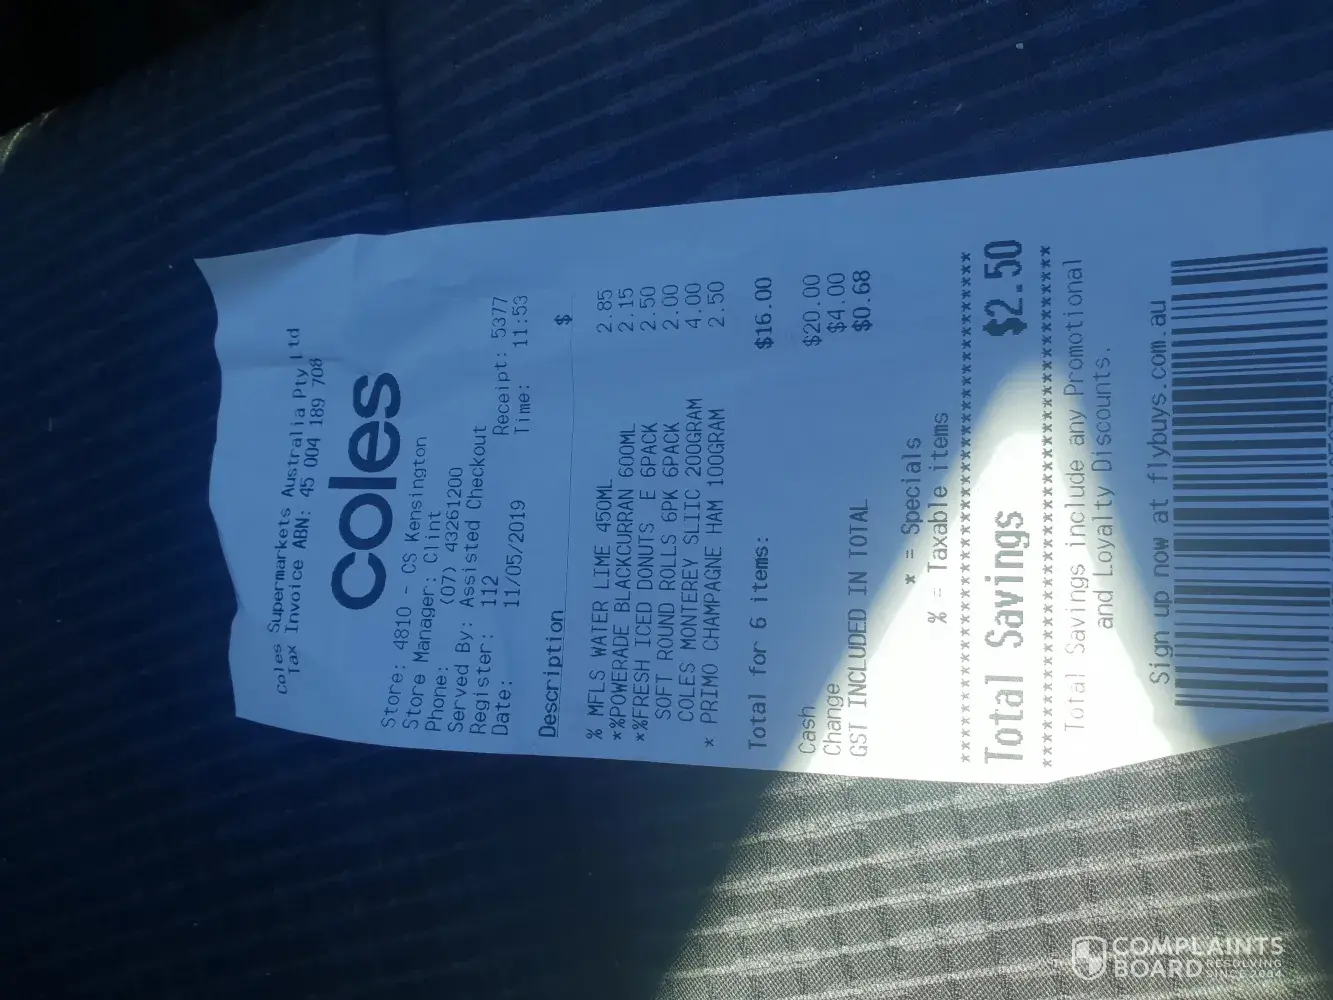 Coles Supermarkets Australia Pty Ltd
Tax Invoice ABN: 45 004 189 708
coles
Store: 4810 - CS Kensington
Store Manager: Clint
Phone: (07) 43261200
Served By: Assisted Checkout
Register: 112 Receipt: 5377
Date: 11/05/2019 Time: 11:53
Description $
% MFLS WATER LIME 450ML 2.85
*%POWERADE BLACKCURRAN 600ML 2.15
*%FRESH ICED DONUTS E 6PACK 2.50
SOFT ROUND ROLLS 6PK 6PACK 2.00
COLES MONTEREY SLIIC 200GRAM 4.00
* PRIMO CHAMPAGNE HAM 100GRAM 2.50
Total for 6 items: $16.00
Cash $20.00
Change $4.00
GST INCLUDED IN TOTAL $0.68
* = Specials
% = Taxable items
Total Savings $2.50
Total Savings include any Promotional
and Loyalty Discounts.
Sign up now at flybuys.com.au
COMPLAINTS
BOARD RESOLVING
SINCE 2004